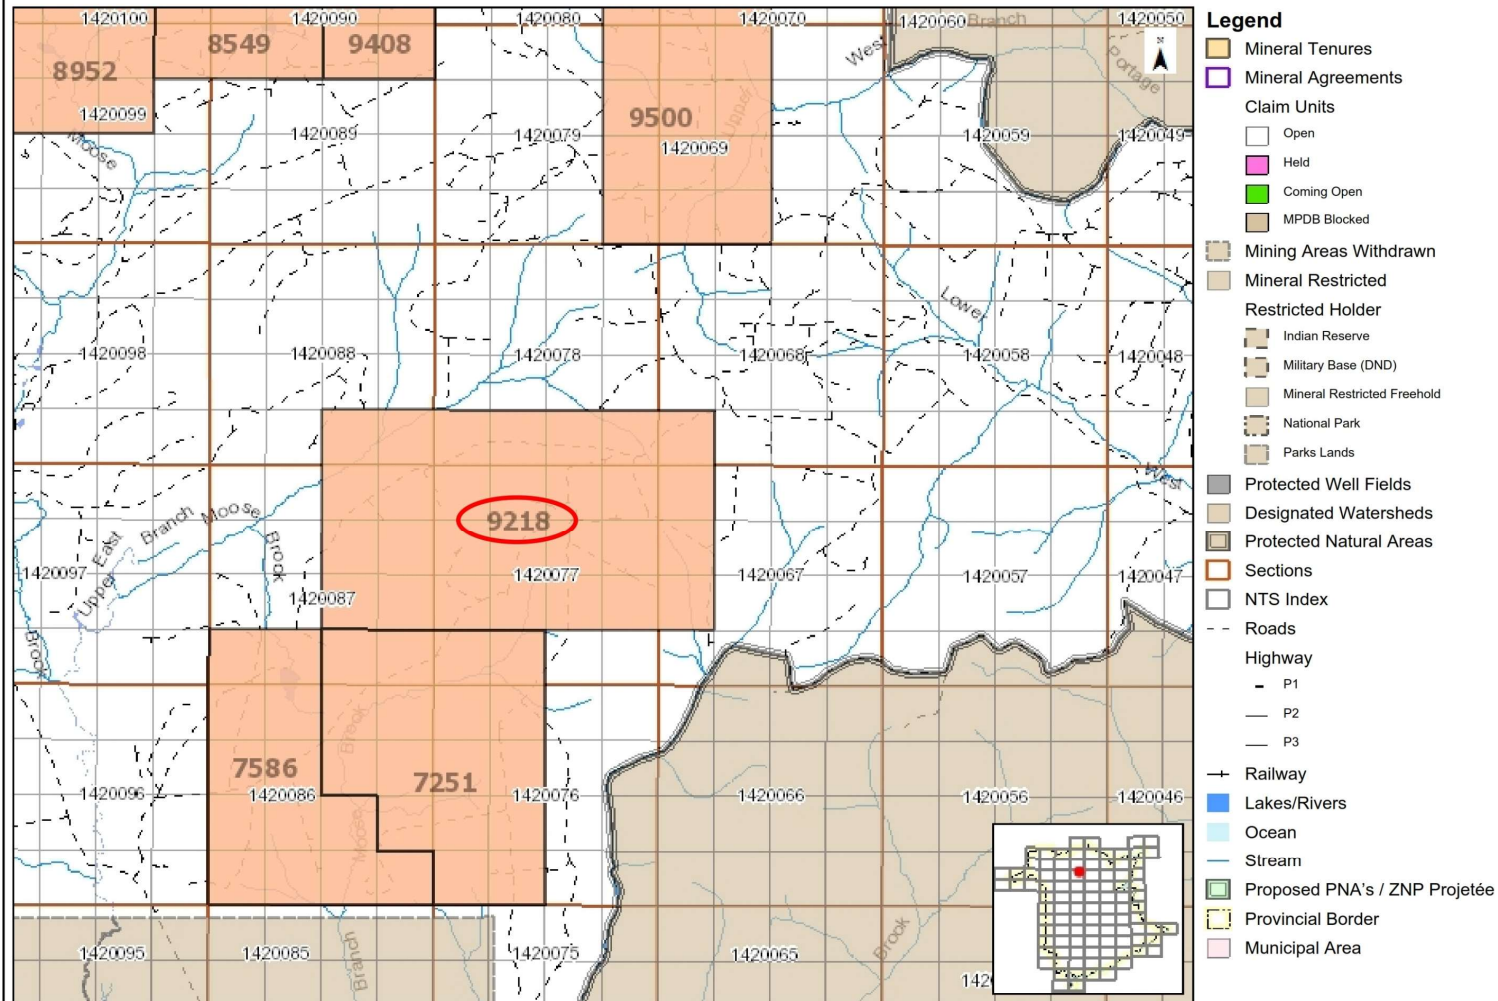 1420100
1420090
1420080
1420070
1420060
Branch
1420050
8549
9408
West
8952
Portage
1420099
9500
Upper
1420089
1420079
1420069
1420059
1420049
Moose
Lower
1420098
1420088
1420078
1420068
1420058
1420048
West
Branch Moose
9218
East
Brook
1420097
1420077
1420067
1420057
1420047
Upper
1420087
Brook
Brook
7586
7251
1420096
1420086
1420076
1420066
1420056
1420046
Moose
Brook
1420095
1420085
Branch
1420075
1420065
N
Legend
Mineral Tenures
Mineral Agreements
Claim Units
Open
Held
Coming Open
MPDB Blocked
Mining Areas Withdrawn
Mineral Restricted
Restricted Holder
Indian Reserve
Military Base (DND)
Mineral Restricted Freehold
National Park
Parks Lands
Protected Well Fields
Designated Watersheds
Protected Natural Areas
Sections
NTS Index
Roads
Highway
P1
P2
P3
Railway
Lakes/Rivers
Ocean
Stream
Proposed PNA's / ZNP Projetée
Provincial Border
Municipal Area